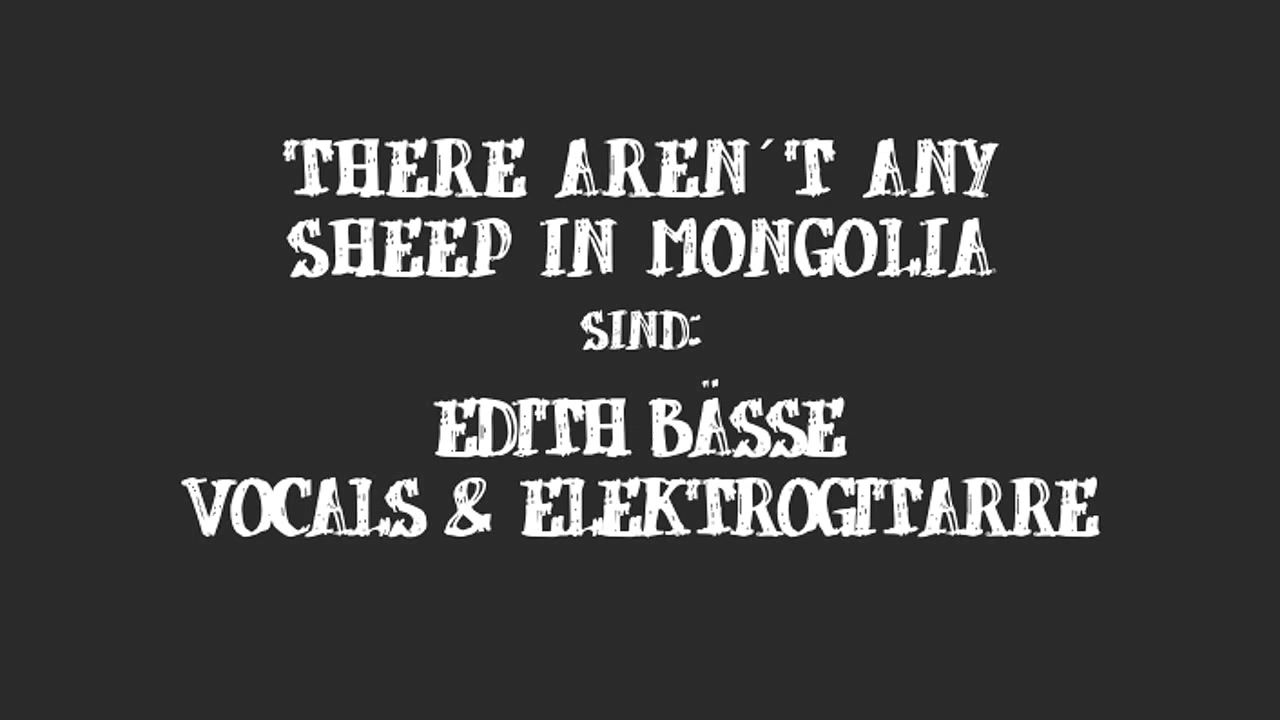 THERE AREN´T ANY
SHEEP IN MONGOLIA
SIND:
EDITH BÄSSE
VOCALS & ELEKTROGITARRE